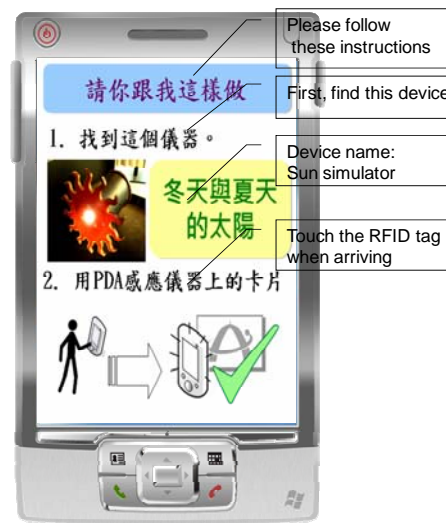 請你跟我這樣做
Please follow
these instructions
1. 找到這個儀器。
First, find this device
冬天與夏天
的太陽
Device name:
Sun simulator
2. 用PDA感應儀器上的卡片
Touch the RFID tag
when arriving